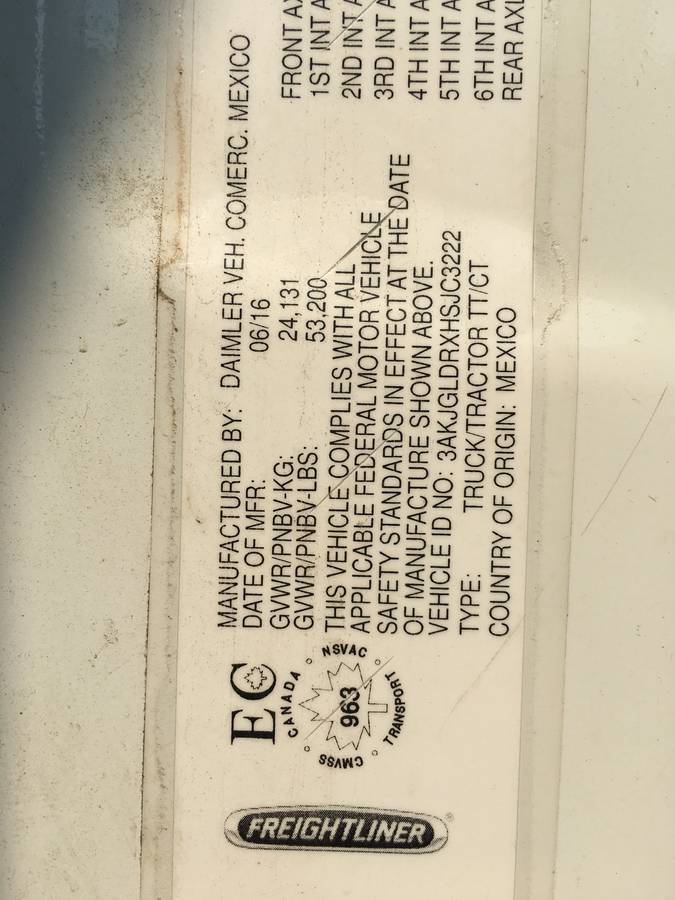 FREIGHTLINER
EC
CANADA
NSVAC
963
CMVSS
TRANSPORT
MANUFACTURED BY: DAIMLER VEH. COMERC. MEXICO
DATE OF MFR: 06/16
GVWR/PNBV-KG: 24,131
GVWR/PNBV-LBS: 53,200
THIS VEHICLE COMPLIES WITH ALL
APPLICABLE FEDERAL MOTOR VEHICLE
SAFETY STANDARDS IN EFFECT AT THE DATE
OF MANUFACTURE SHOWN ABOVE.
VEHICLE ID NO: 3AKJGLDRXHSJC3222
TYPE: TRUCK/TRACTOR TT/CT
COUNTRY OF ORIGIN: MEXICO
FRONT AX
1ST INT A
2ND INT A
3RD INT A
4TH INT A
5TH INT A
6TH INT A
REAR AXL